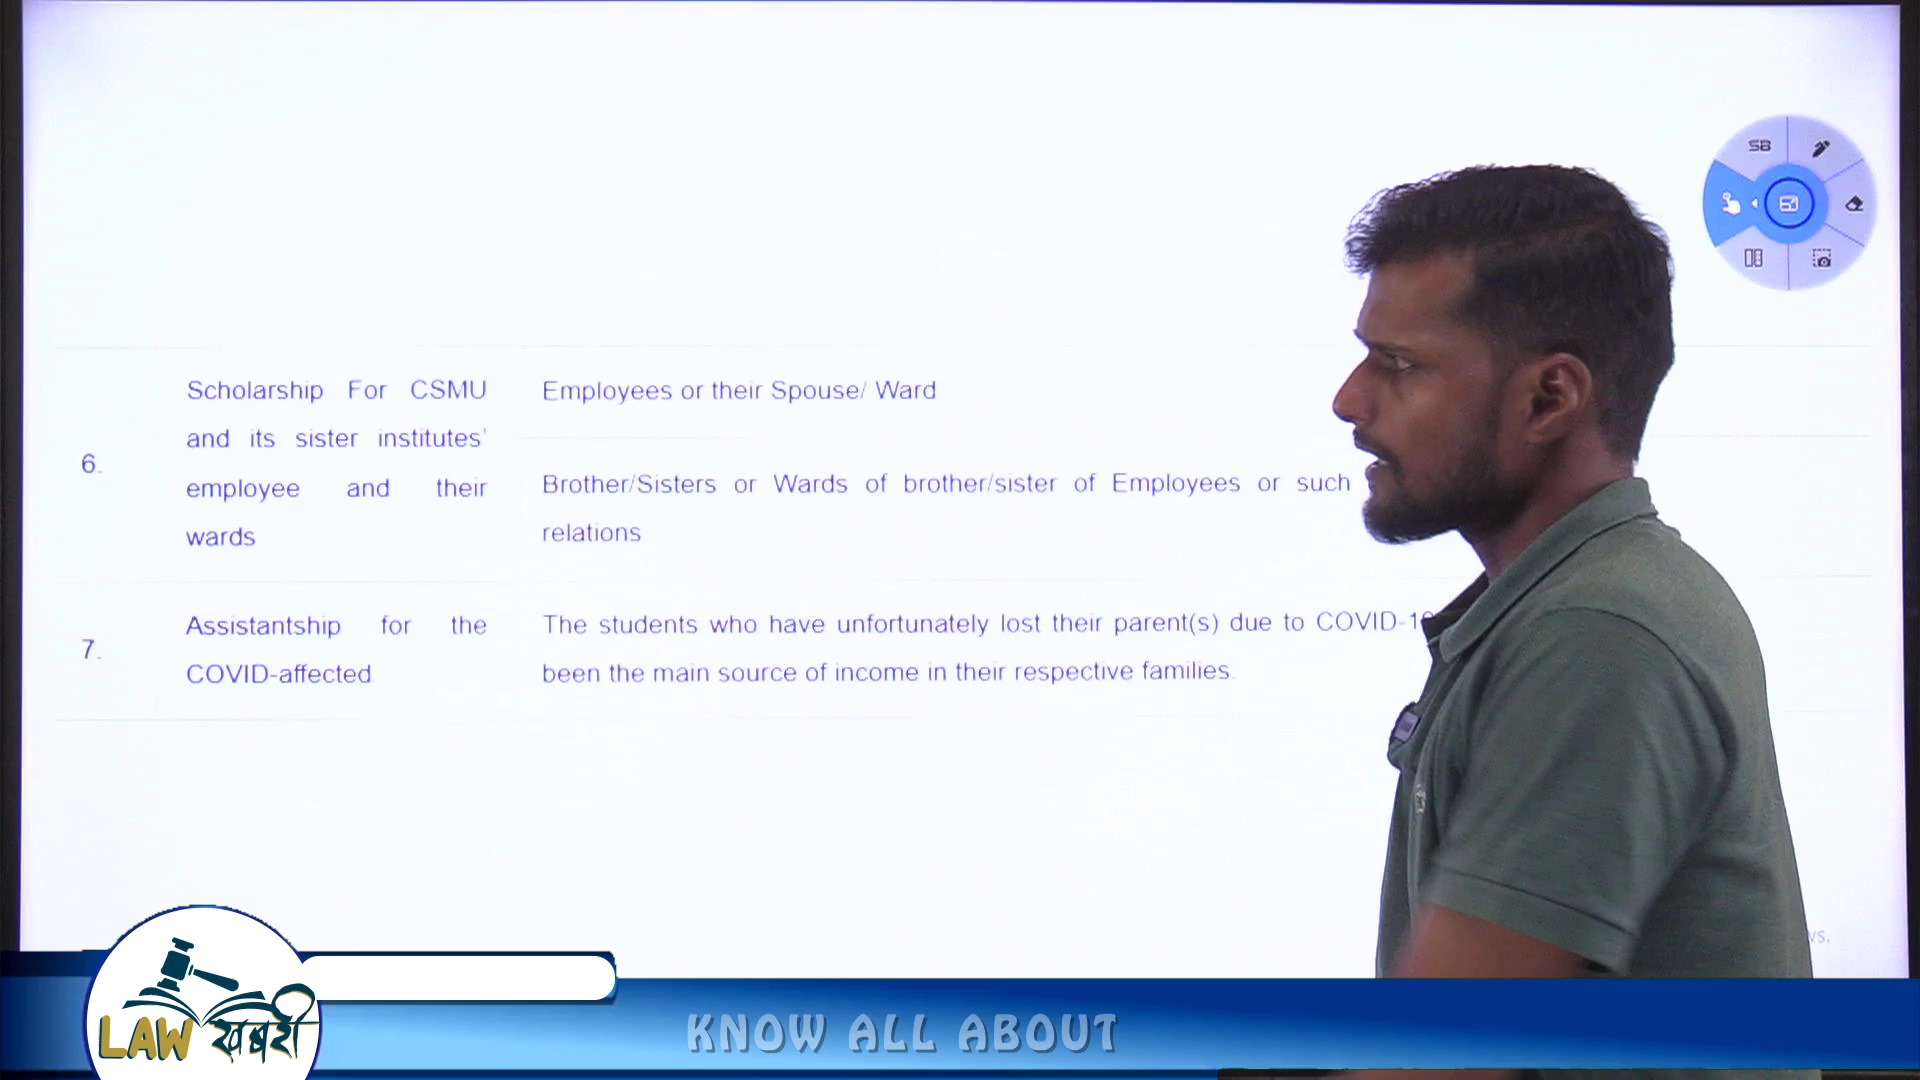 SB
Scholarship For CSMU
and its sister institutes'
employee and their
wards
6.
Employees or their Spouse/ Ward
Brother/Sisters or Wards of brother/sister of Employees or such
relations
7.
Assistantship for the
COVID-affected
The students who have unfortunately lost their parent(s) due to COVID-19
been the main source of income in their respective families.
LAW खबरी
KNOW ALL ABOUT